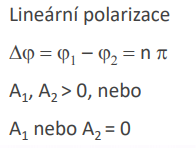 Lineární polarizace
Δφ = φ₁ − φ₂ = n π
A₁, A₂ > 0, nebo
A₁ nebo A₂ = 0